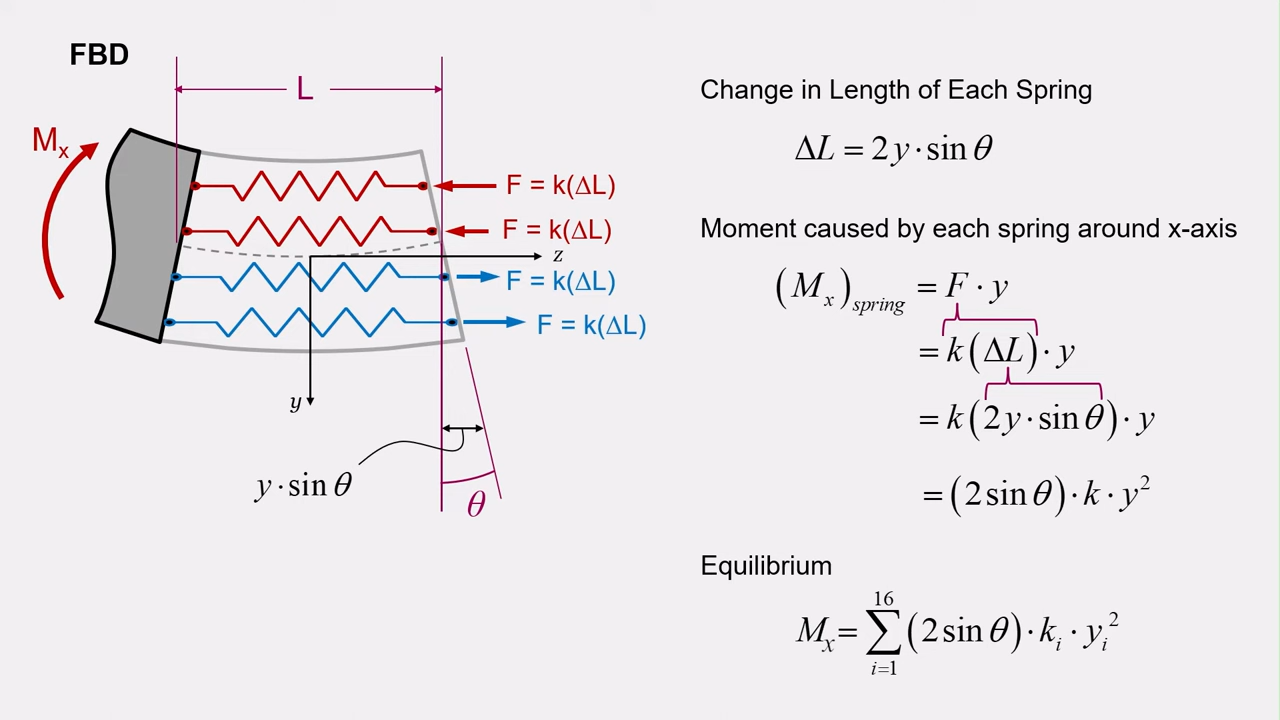 FBD
L
Mₓ
F = k(ΔL)
F = k(ΔL)
z
F = k(ΔL)
F = k(ΔL)
y
y·sin θ
θ
Change in Length of Each Spring
ΔL = 2y·sin θ
Moment caused by each spring around x-axis
(Mₓ)spring = F · y
= k(ΔL) · y
= k(2y·sin θ) · y
= (2 sin θ) · k · y²
Equilibrium
Mₓ = ∑_{i=1}^{16} (2 sin θ) · kᵢ · yᵢ²